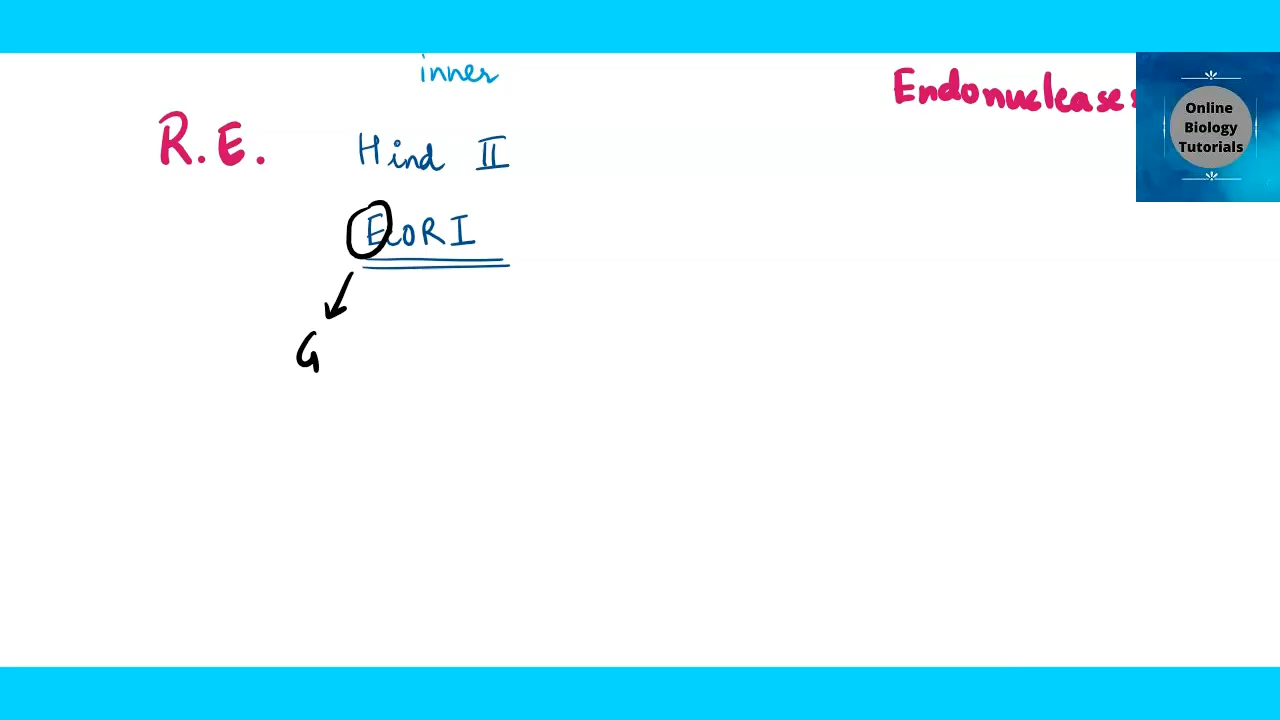 inner
Endonucleases
R.E.
Hind II
EcoRI
G
Online
Biology
Tutorials